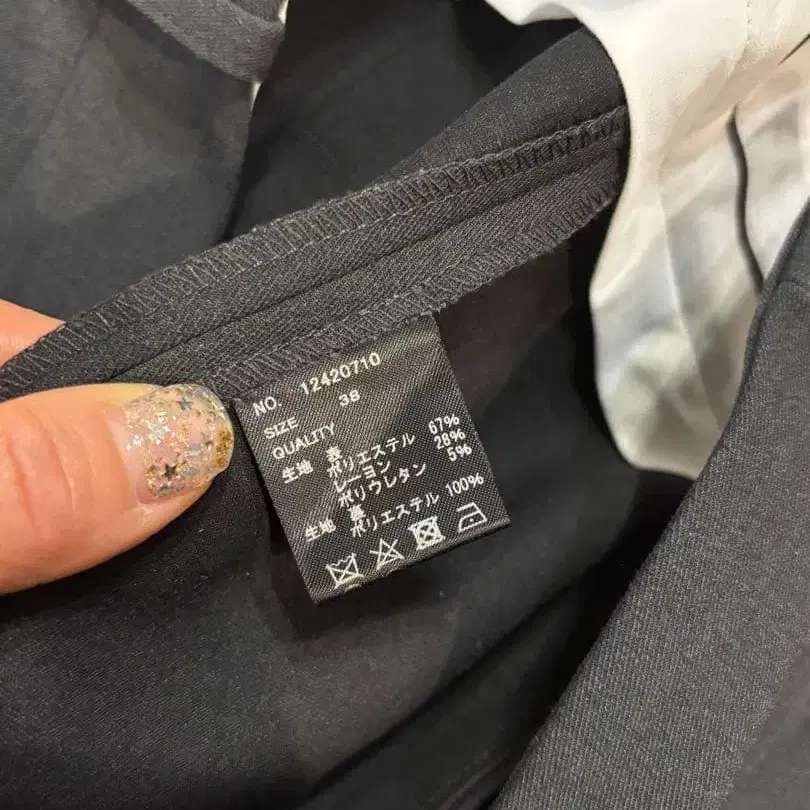 NO. 12420710
SIZE 38
QUALITY
生地 表 ポリエステル 67%
レーヨン 28%
ポリウレタン 5%
生地 裏 ポリエステル 100%